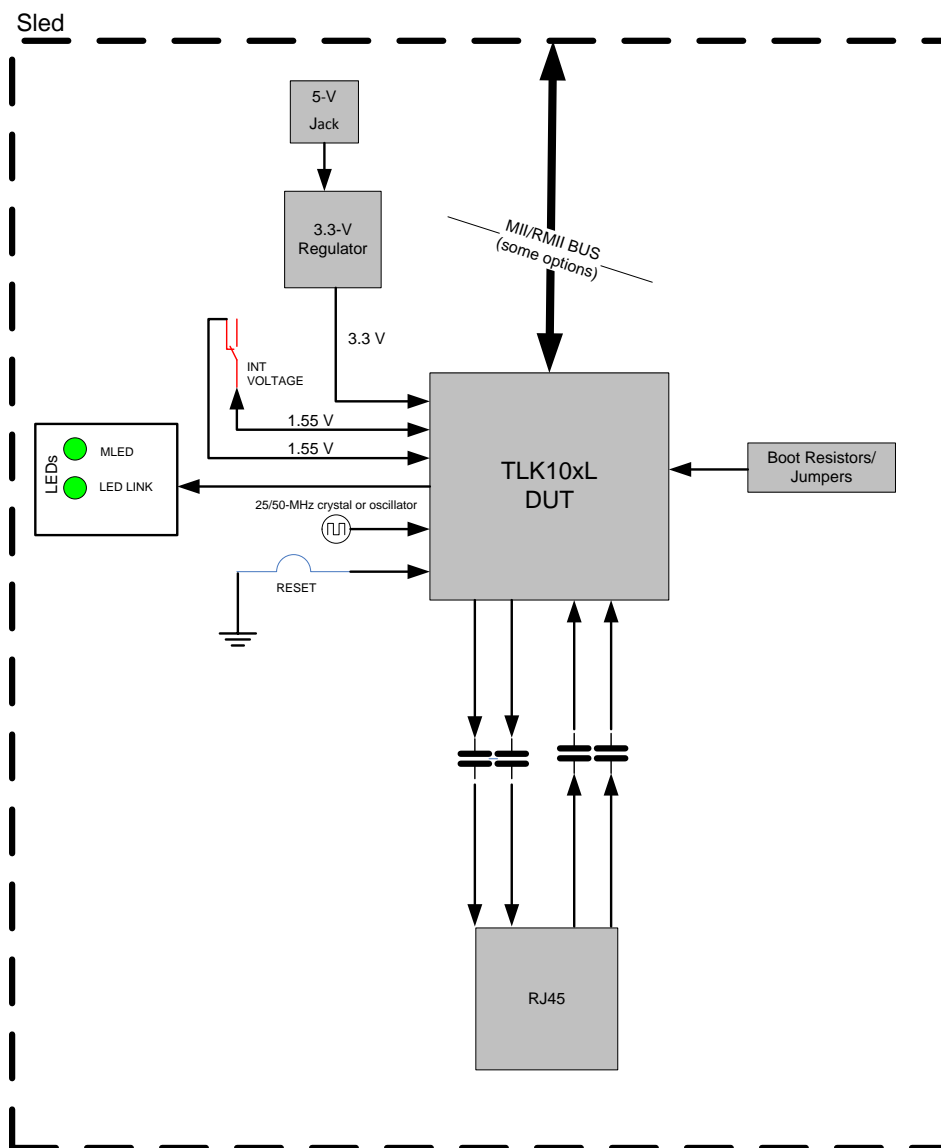 Sled
5-V
Jack
3.3-V
Regulator
MII/RMII BUS
(some options)
3.3 V
INT
VOLTAGE
1.55 V
1.55 V
LEDs
MLED
LED LINK
25/50-MHz crystal or oscillator
RESET
TLK10xL
DUT
Boot Resistors/
Jumpers
RJ45